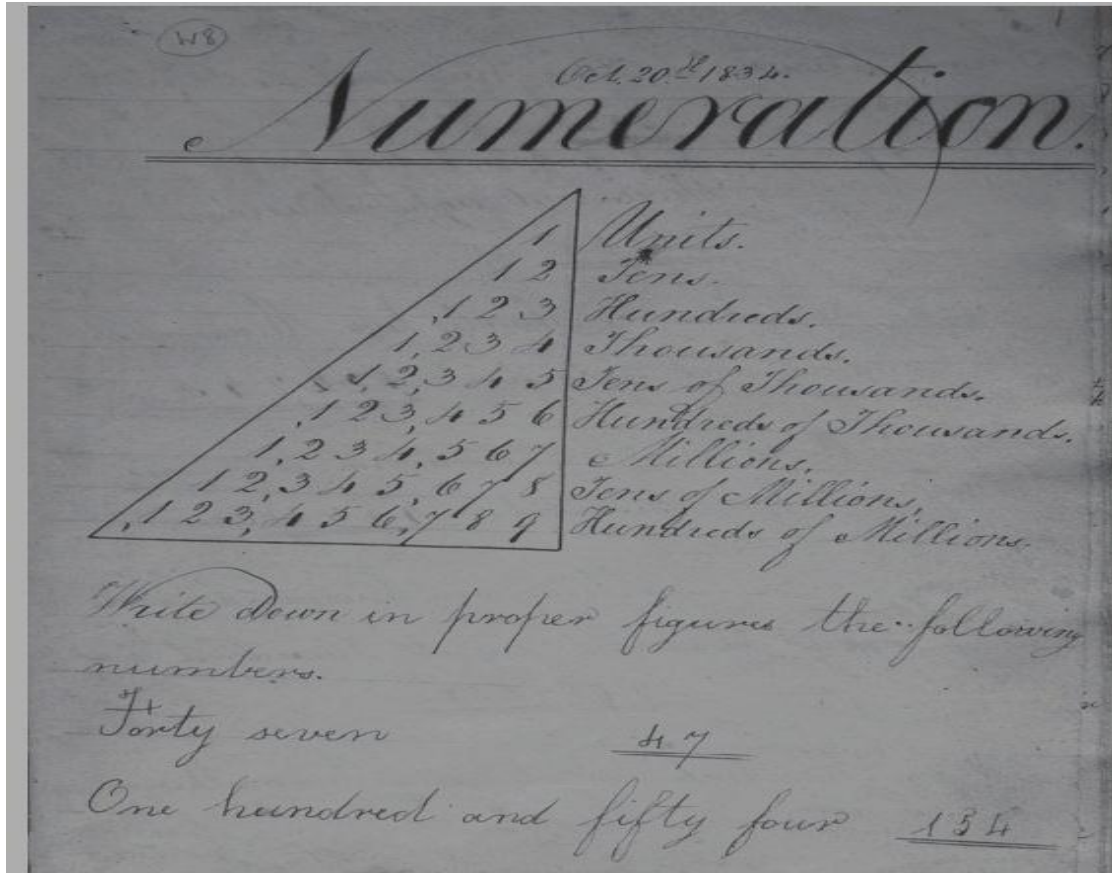 W8
1
Oct. 20th 1834.
Numeration.
1 Units.
1 2 Tens.
,1 2 3 Hundreds.
1,2 3 4 Thousands.
1 2,3 4 5 Tens of Thousands.
,1 2 3,4 5 6 Hundreds of Thousands.
1,2 3 4,5 6 7 Millions.
1 2,3 4 5,6 7 8 Tens of Millions,
,1 2 3,4 5 6,7 8 9 Hundreds of Millions.
Write down in proper figures the following
numbers.
Forty seven 47
One hundred and fifty four 154